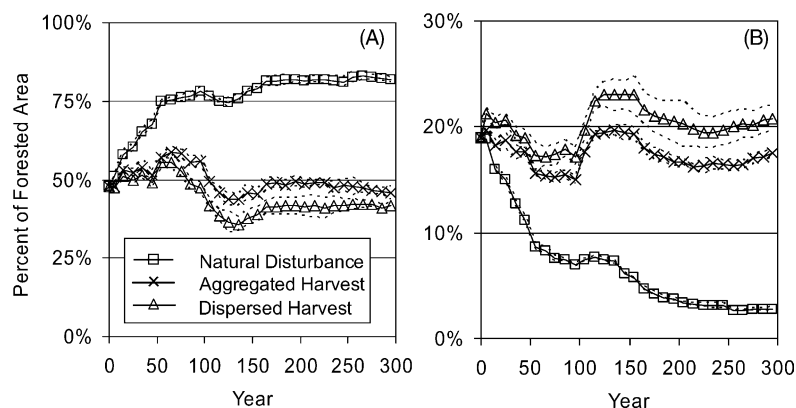 100%
75%
50%
25%
0%
Percent of Forested Area
(A)
Natural Disturbance
Aggregated Harvest
Dispersed Harvest
0 50 100 150 200 250 300
Year
30%
20%
10%
0%
(B)
0 50 100 150 200 250 300
Year